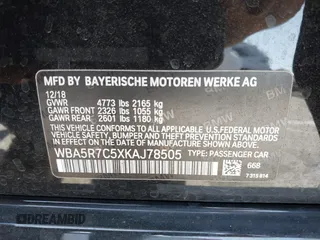 MFD. BY BAYERISCHE MOTOREN WERKE AG
12/18
GVWR 4773 lbs 2165 kg
GAWR FRONT 2326 lbs 1055 kg
GAWR REAR 2601 lbs 1180 kg
THIS VEHICLE CONFORMS TO ALL APPLICABLE FEDERAL MOTOR VEHICLE SAFETY, BUMPER, AND THEFT PREVENTION STANDARDS IN EFFECT ON THE DATE OF MANUFACTURE SHOWN ABOVE.
WBA5R7C5XKAJ78505 TYPE: PASSENGER CAR
668
DREAMBID